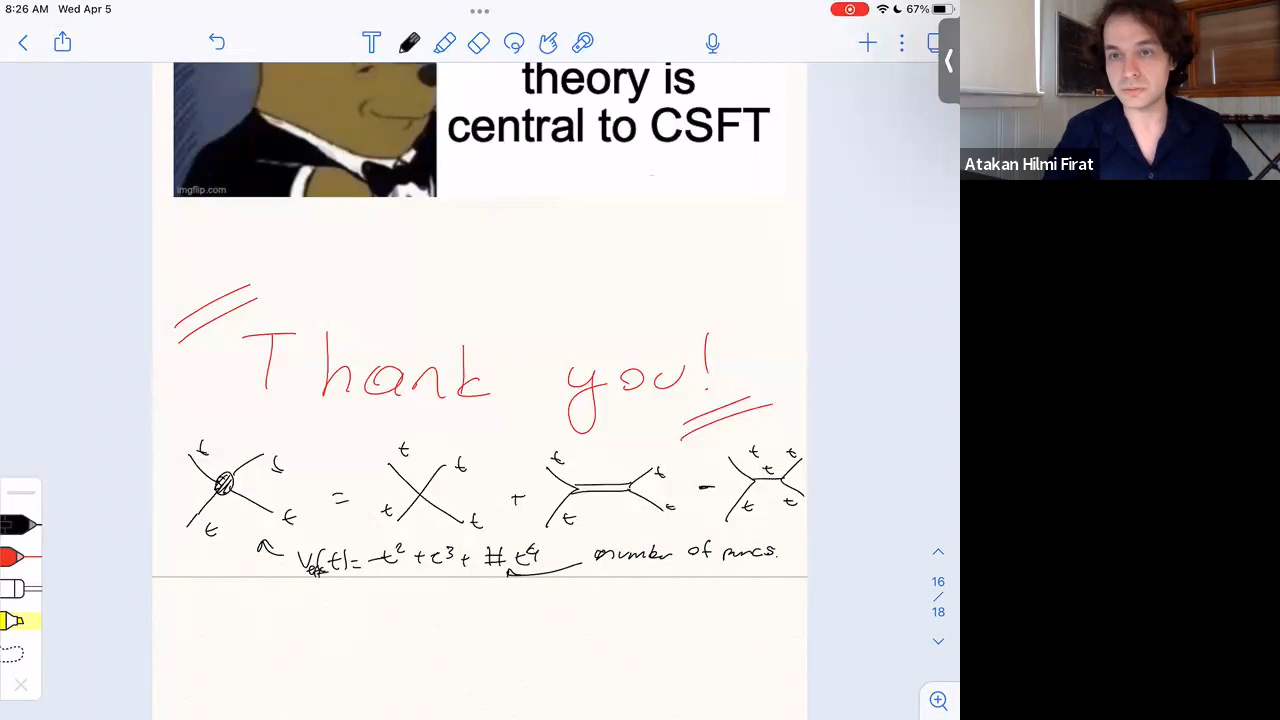 8:26 AM Wed Apr 5
67%
theory is
central to CSFT
imgflip.com
Atakan Hilmi Firat
Thank you!
t t t t t t t t
t
t t = t t + t t - t t
V(t) = -t² + t³ + # t⁴ number of
16
/
18